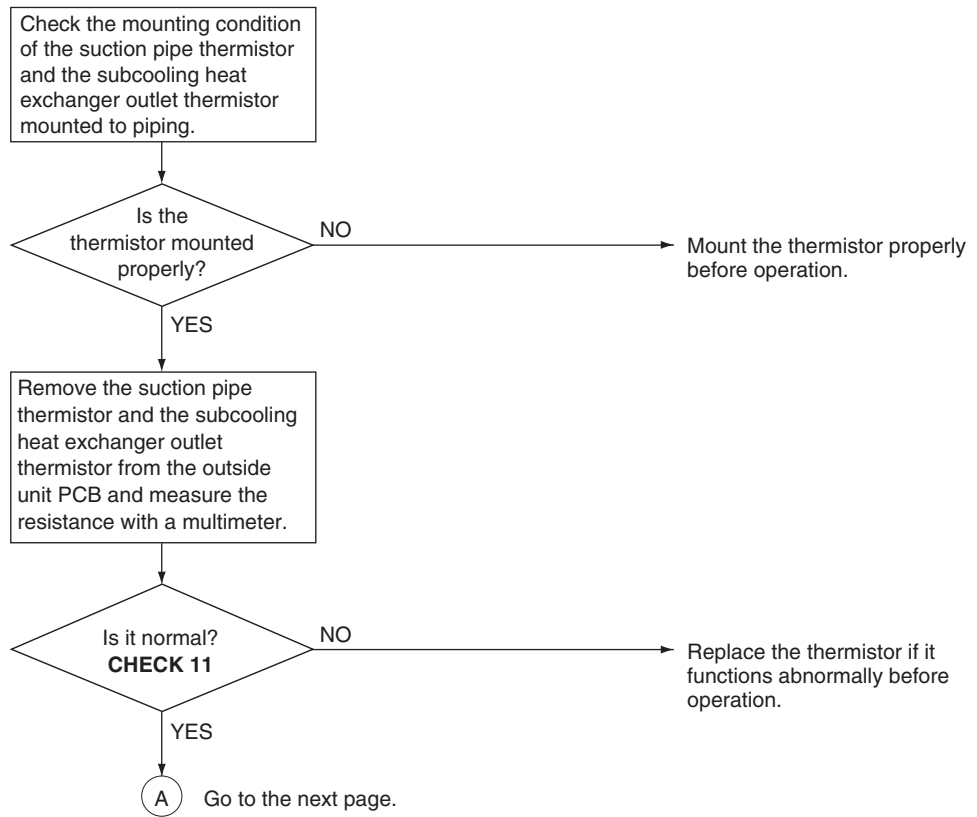 Check the mounting condition
of the suction pipe thermistor
and the subcooling heat
exchanger outlet thermistor
mounted to piping.
Is the
thermistor mounted
properly?
NO
Mount the thermistor properly
before operation.
YES
Remove the suction pipe
thermistor and the subcooling
heat exchanger outlet
thermistor from the outside
unit PCB and measure the
resistance with a multimeter.
Is it normal?
CHECK 11
NO
Replace the thermistor if it
functions abnormally before
operation.
YES
A
Go to the next page.